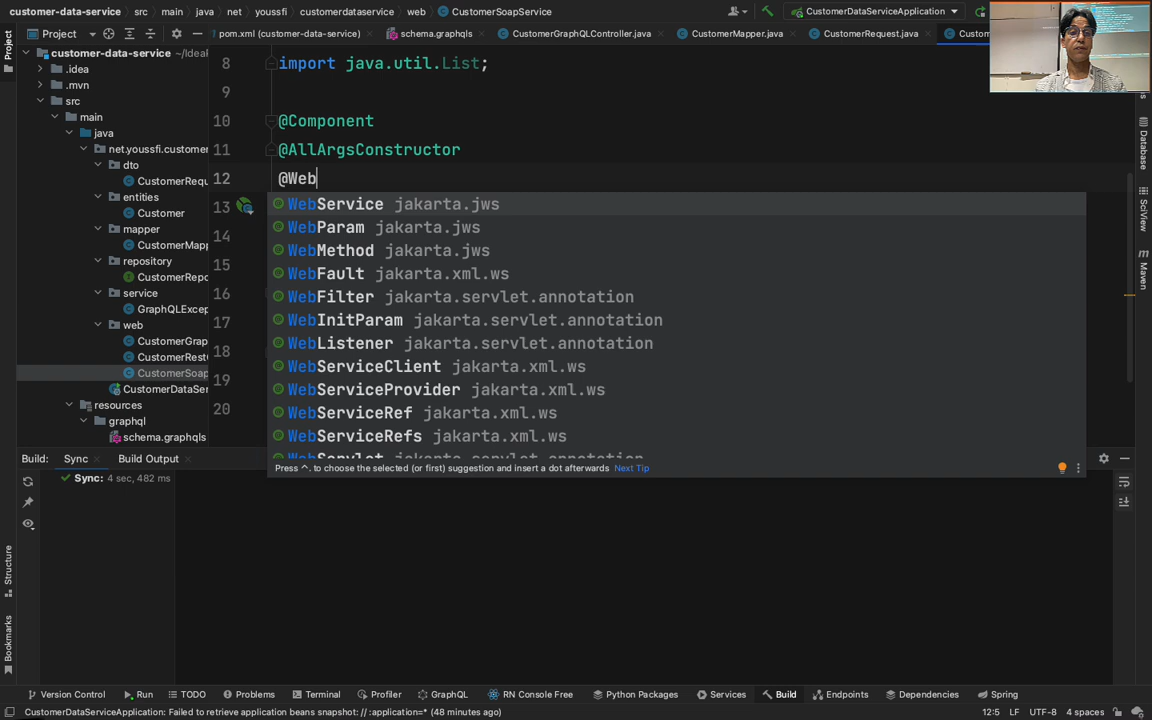 customer-data-service
src
main
java
net
youssfi
customerdataservice
web
CustomerSoapService
CustomerDataServiceApplication
Project
pom.xml (customer-data-service)
schema.graphqls
CustomerGraphQLController.java
CustomerMapper.java
CustomerRequest.java
Custom
Project
customer-data-service ~/IdeaP
.idea
.mvn
src
main
java
net.youssfi.customer
dto
CustomerRequ
entities
Customer
mapper
CustomerMapp
repository
CustomerRepo
service
GraphQLExcep
web
CustomerGrap
CustomerRest
CustomerSoap
CustomerDataSer
resources
graphql
schema.graphqls
8 import java.util.List;
9
10 @Component
11 @AllArgsConstructor
12 @Web
13
14
15
16
17
18
19
20
WebService jakarta.jws
WebParam jakarta.jws
WebMethod jakarta.jws
WebFault jakarta.xml.ws
WebFilter jakarta.servlet.annotation
WebInitParam jakarta.servlet.annotation
WebListener jakarta.servlet.annotation
WebServiceClient jakarta.xml.ws
WebServiceProvider jakarta.xml.ws
WebServiceRef jakarta.xml.ws
WebServiceRefs jakarta.xml.ws
WebServlet jakarta.servlet.annotation
Press ^. to choose the selected (or first) suggestion and insert a dot afterwards Next Tip
Database
SciView
Maven
Build: Sync Build Output
Sync: 4 sec, 482 ms
Structure
Bookmarks
Version Control Run TODO Problems Terminal Profiler GraphQL RN Console Free Python Packages Services Build Endpoints Dependencies Spring
CustomerDataServiceApplication: Failed to retrieve application beans snapshot: // :application=* (48 minutes ago) 12:5 LF UTF-8 4 spaces